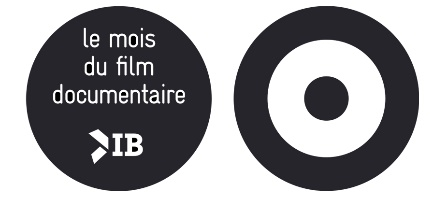 le mois
du film
documentaire
IB